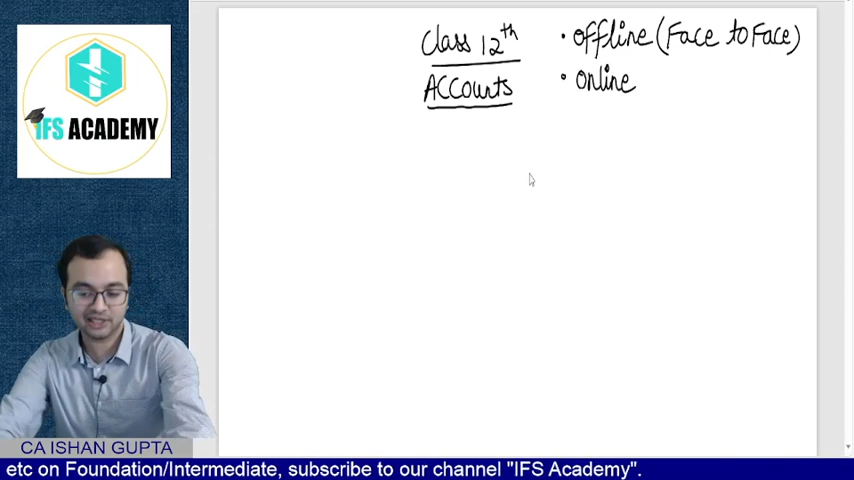 Class 12th
ACCounts
• offline (Face to Face)
• online
IFS ACADEMY
CA ISHAN GUPTA
etc on Foundation/Intermediate, subscribe to our channel "IFS Academy".